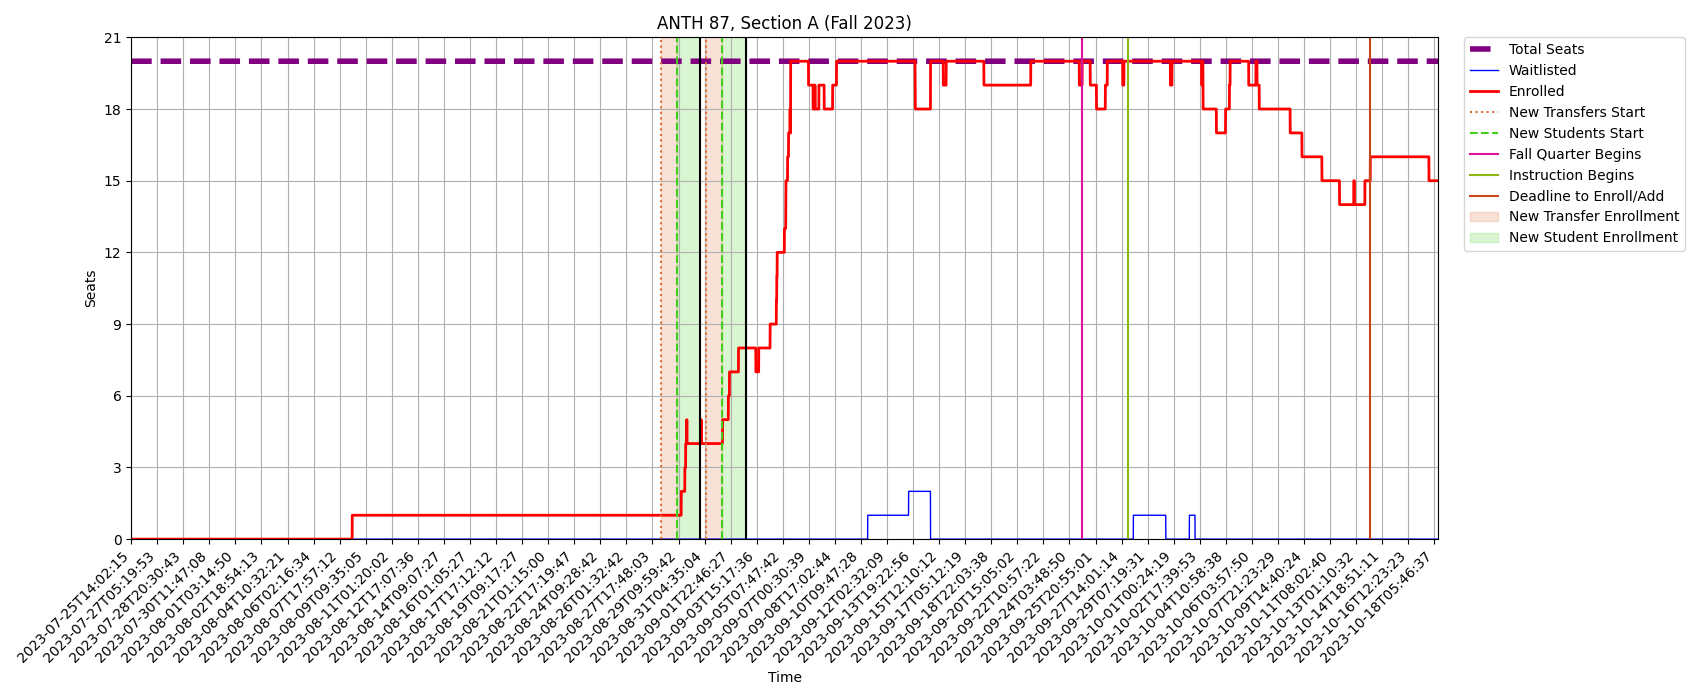 ANTH 87, Section A (Fall 2023)
21
18
15
12
9
6
3
0
Seats
Total Seats
Waitlisted
Enrolled
New Transfers Start
New Students Start
Fall Quarter Begins
Instruction Begins
Deadline to Enroll/Add
New Transfer Enrollment
New Student Enrollment
2023-07-25T14:02:15
2023-07-27T05:19:53
2023-07-28T20:30:43
2023-07-30T11:47:08
2023-08-01T03:14:50
2023-08-02T18:54:13
2023-08-04T10:32:21
2023-08-06T02:16:34
2023-08-07T17:57:12
2023-08-09T09:35:05
2023-08-11T01:20:02
2023-08-12T17:07:36
2023-08-14T09:07:27
2023-08-16T01:05:27
2023-08-17T17:12:12
2023-08-19T09:17:27
2023-08-21T01:15:00
2023-08-22T17:19:47
2023-08-24T09:28:42
2023-08-26T01:32:42
2023-08-27T17:48:03
2023-08-29T09:59:42
2023-08-31T04:35:04
2023-09-01T22:46:27
2023-09-03T15:17:36
2023-09-05T07:47:42
2023-09-07T00:30:39
2023-09-08T17:02:44
2023-09-10T09:47:28
2023-09-12T02:32:09
2023-09-13T19:22:56
2023-09-15T12:10:12
2023-09-17T05:12:19
2023-09-18T22:03:38
2023-09-20T15:05:02
2023-09-22T10:57:22
2023-09-24T03:48:50
2023-09-25T20:55:01
2023-09-27T14:01:14
2023-09-29T07:19:31
2023-10-01T00:24:19
2023-10-02T17:39:53
2023-10-04T10:58:38
2023-10-06T03:57:50
2023-10-07T21:23:29
2023-10-09T14:40:24
2023-10-11T08:02:40
2023-10-13T01:10:32
2023-10-14T18:51:11
2023-10-16T12:23:23
2023-10-18T05:46:37
Time